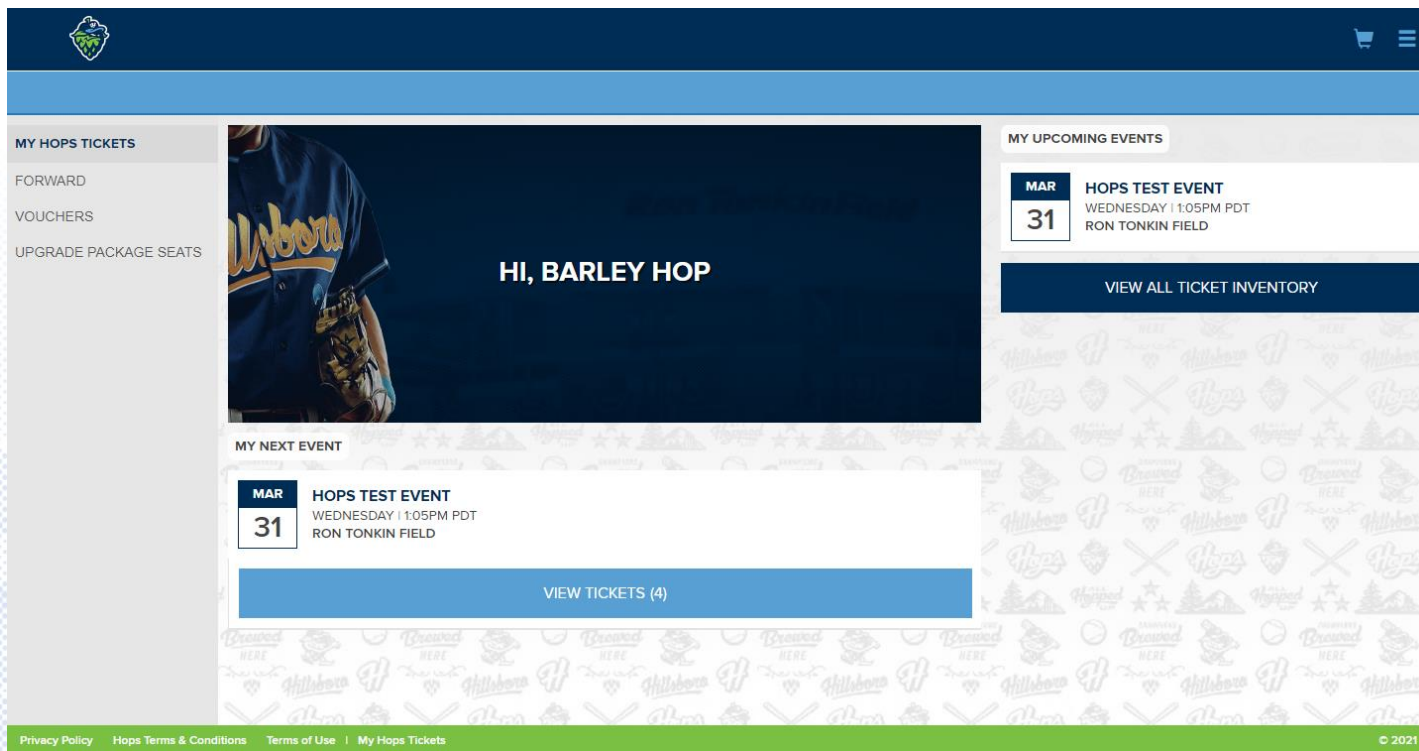 MY HOPS TICKETS
FORWARD
VOUCHERS
UPGRADE PACKAGE SEATS
Hillsboro
HI, BARLEY HOP
MY NEXT EVENT
MAR
31
HOPS TEST EVENT
WEDNESDAY | 1:05PM PDT
RON TONKIN FIELD
VIEW TICKETS (4)
MY UPCOMING EVENTS
MAR
31
HOPS TEST EVENT
WEDNESDAY | 1:05PM PDT
RON TONKIN FIELD
VIEW ALL TICKET INVENTORY
Privacy Policy Hops Terms & Conditions Terms of Use | My Hops Tickets
© 2021